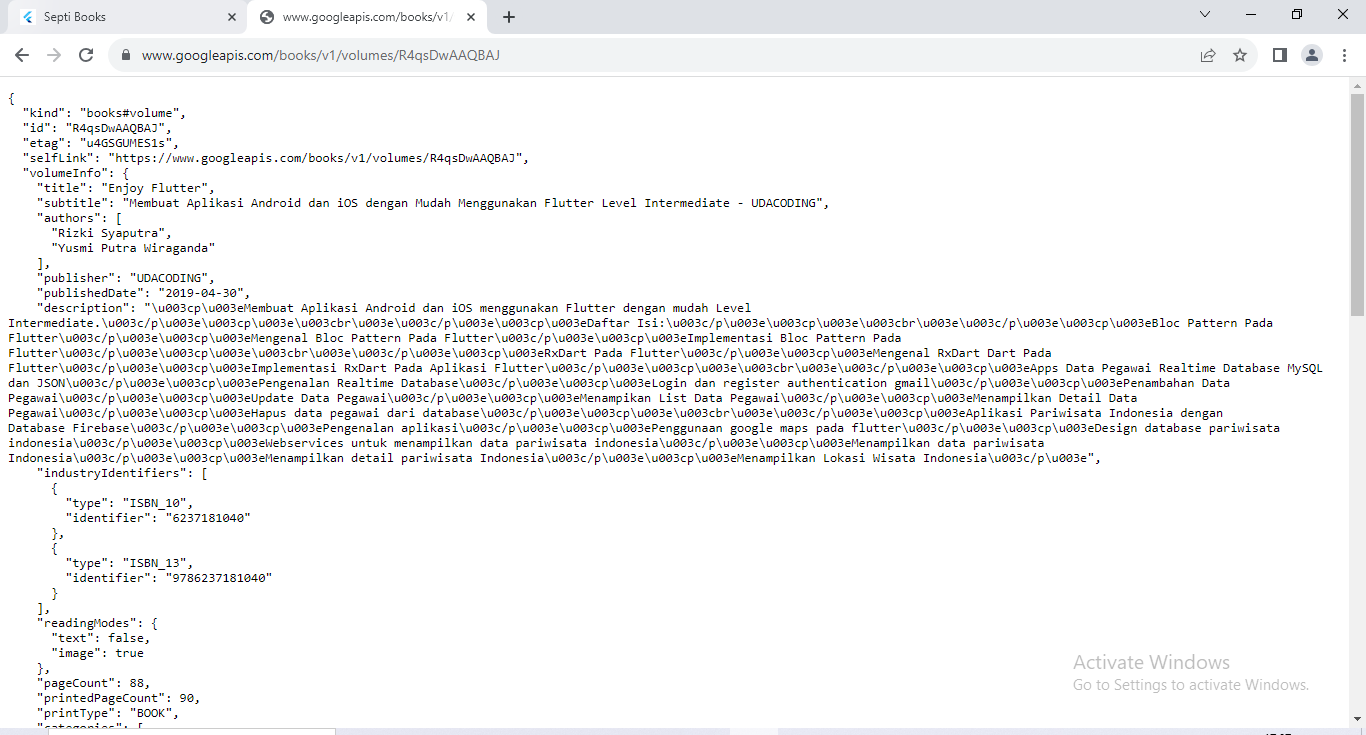 Septi Books
www.googleapis.com/books/v1/
www.googleapis.com/books/v1/volumes/R4qsDwAAQBAJ
{
"kind": "books#volume",
"id": "R4qsDwAAQBAJ",
"etag": "u4GSGUMES1s",
"selfLink": "https://www.googleapis.com/books/v1/volumes/R4qsDwAAQBAJ",
"volumeInfo": {
"title": "Enjoy Flutter",
"subtitle": "Membuat Aplikasi Android dan iOS dengan Mudah Menggunakan Flutter Level Intermediate - UDACODING",
"authors": [
"Rizki Syaputra",
"Yusmi Putra Wiraganda"
],
"publisher": "UDACODING",
"publishedDate": "2019-04-30",
"description": "\u003cp\u003eMembuat Aplikasi Android dan iOS menggunakan Flutter dengan mudah Level
Intermediate.\u003c/p\u003e\u003cp\u003e\u003cbr\u003e\u003c/p\u003e\u003cp\u003eDaftar Isi:\u003c/p\u003e\u003cp\u003e\u003cbr\u003e\u003c/p\u003e\u003cp\u003eBloc Pattern Pada
Flutter\u003c/p\u003e\u003cp\u003eMengenal Bloc Pattern Pada Flutter\u003c/p\u003e\u003cp\u003eImplementasi Bloc Pattern Pada
Flutter\u003c/p\u003e\u003cp\u003e\u003cbr\u003e\u003c/p\u003e\u003cp\u003eRxDart Pada Flutter\u003c/p\u003e\u003cp\u003eMengenal RxDart Dart Pada
Flutter\u003c/p\u003e\u003cp\u003eImplementasi RxDart Pada Aplikasi Flutter\u003c/p\u003e\u003cp\u003e\u003cbr\u003e\u003c/p\u003e\u003cp\u003eApps Data Pegawai Realtime Database MySQL
dan JSON\u003c/p\u003e\u003cp\u003ePengenalan Realtime Database\u003c/p\u003e\u003cp\u003eLogin dan register authentication gmail\u003c/p\u003e\u003cp\u003ePenambahan Data
Pegawai\u003c/p\u003e\u003cp\u003eUpdate Data Pegawai\u003c/p\u003e\u003cp\u003eMenampikan List Data Pegawai\u003c/p\u003e\u003cp\u003eMenampilkan Detail Data
Pegawai\u003c/p\u003e\u003cp\u003eHapus data pegawai dari database\u003c/p\u003e\u003cp\u003e\u003cbr\u003e\u003c/p\u003e\u003cp\u003eAplikasi Pariwisata Indonesia dengan
Database Firebase\u003c/p\u003e\u003cp\u003ePengenalan aplikasi\u003c/p\u003e\u003cp\u003ePenggunaan google maps pada flutter\u003c/p\u003e\u003cp\u003eDesign database pariwisata
indonesia\u003c/p\u003e\u003cp\u003eWebservices untuk menampilkan data pariwisata indonesia\u003c/p\u003e\u003cp\u003eMenampilkan data pariwisata
Indonesia\u003c/p\u003e\u003cp\u003eMenampilkan detail pariwisata Indonesia\u003c/p\u003e\u003cp\u003eMenampilkan Lokasi Wisata Indonesia\u003c/p\u003e",
"industryIdentifiers": [
{
"type": "ISBN_10",
"identifier": "6237181040"
},
{
"type": "ISBN_13",
"identifier": "9786237181040"
}
],
"readingModes": {
"text": false,
"image": true
},
"pageCount": 88,
"printedPageCount": 90,
"printType": "BOOK",
"categories": [
Activate Windows
Go to Settings to activate Windows.